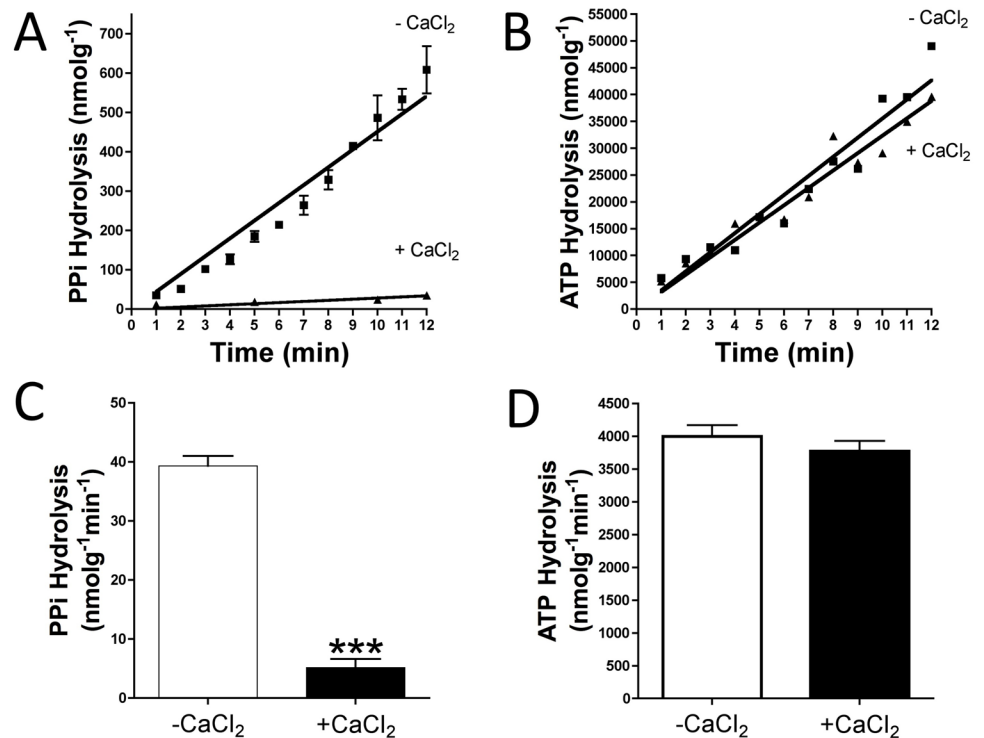 A
PPi Hydrolysis (nmolg⁻¹)
700
600
500
400
300
200
100
0
0 1 2 3 4 5 6 7 8 9 10 11 12
Time (min)
- CaCl₂
+ CaCl₂
B
ATP Hydrolysis (nmolg⁻¹)
55000
50000
45000
40000
35000
30000
25000
20000
15000
10000
5000
0
0 1 2 3 4 5 6 7 8 9 10 11 12
Time (min)
- CaCl₂
+ CaCl₂
C
PPi Hydrolysis
(nmolg⁻¹min⁻¹)
50
40
30
20
10
0
***
-CaCl₂ +CaCl₂
D
ATP Hydrolysis
(nmolg⁻¹min⁻¹)
4500
4000
3500
3000
2500
2000
1500
1000
500
0
-CaCl₂ +CaCl₂